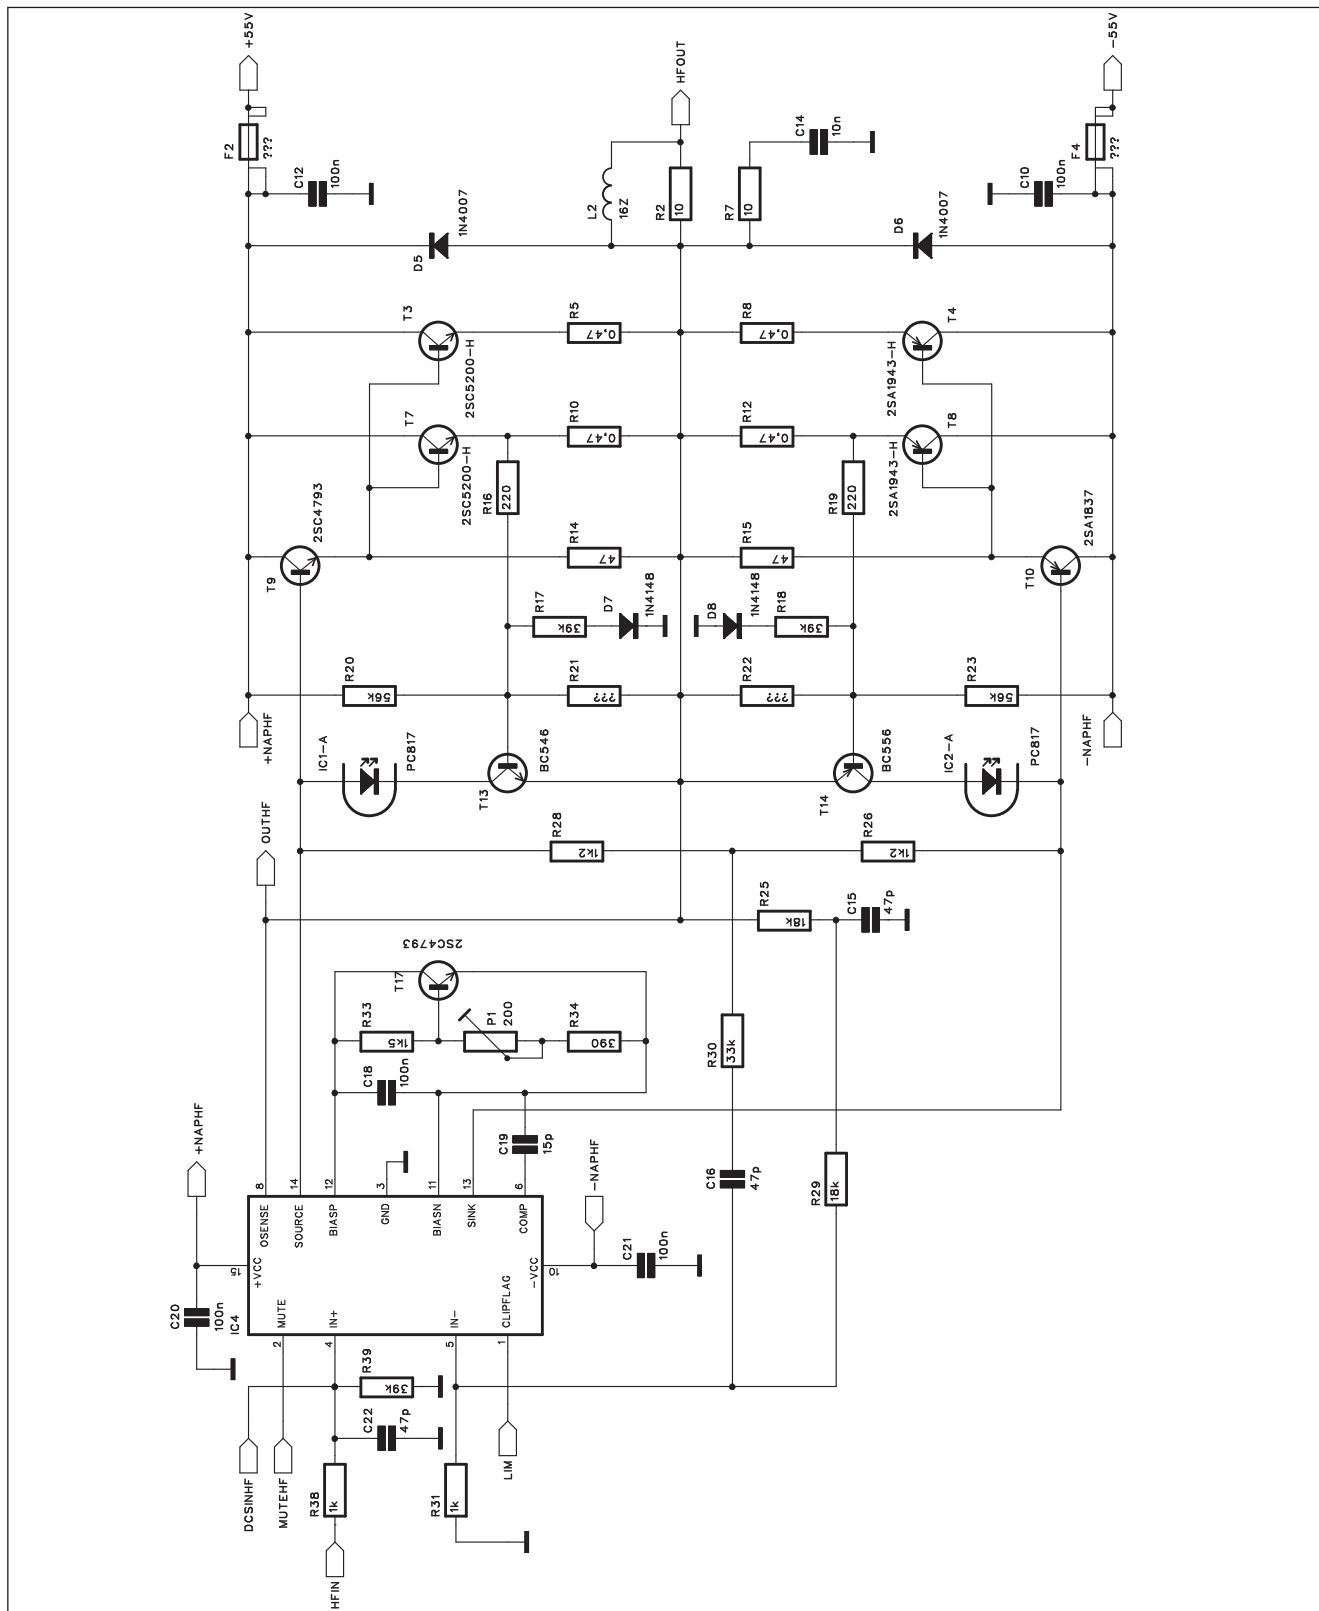 +55V
HFOUT
-55V
F2
???
C12
100n
C14
10n
F4
???
C10
100n
L2
16Z
R2
10
R7
10
D5
1N4007
D6
1N4007
T3
2SC5200-H
R5
0,47
R8
0,47
T4
2SA1943-H
T7
2SC5200-H
R10
0,47
R12
0,47
T8
2SA1943-H
R16
220
R19
220
T9
2SC4793
R14
47
R15
47
T10
2SA1837
R17
39k
D7
1N4148
D8
1N4148
R18
39k
+NAPHF
R20
56k
R21
???
R22
???
R23
56k
-NAPHF
IC1-A
PC817
T13
BC546
T14
BC556
IC2-A
PC817
OUTHF
R28
1k2
R26
1k2
R25
18k
C15
47p
T17
2SC4793
R33
1k5
P1
200
R34
390
R30
33k
C18
100n
C19
15p
C16
47p
R29
18k
+NAPHF
-NAPHF
C20
100n
IC4
C21
100n
8
14
12
3
11
13
6
OSENSE
SOURCE
BIASP
GND
BIASN
SINK
COMP
15
+VCC
10
-VCC
MUTE
IN+
IN-
CLIPFLAG
2
4
5
1
R39
39k
C22
47p
DCSINHF
MUTEHF
LIM
R38
1k
R31
1k
HFIN